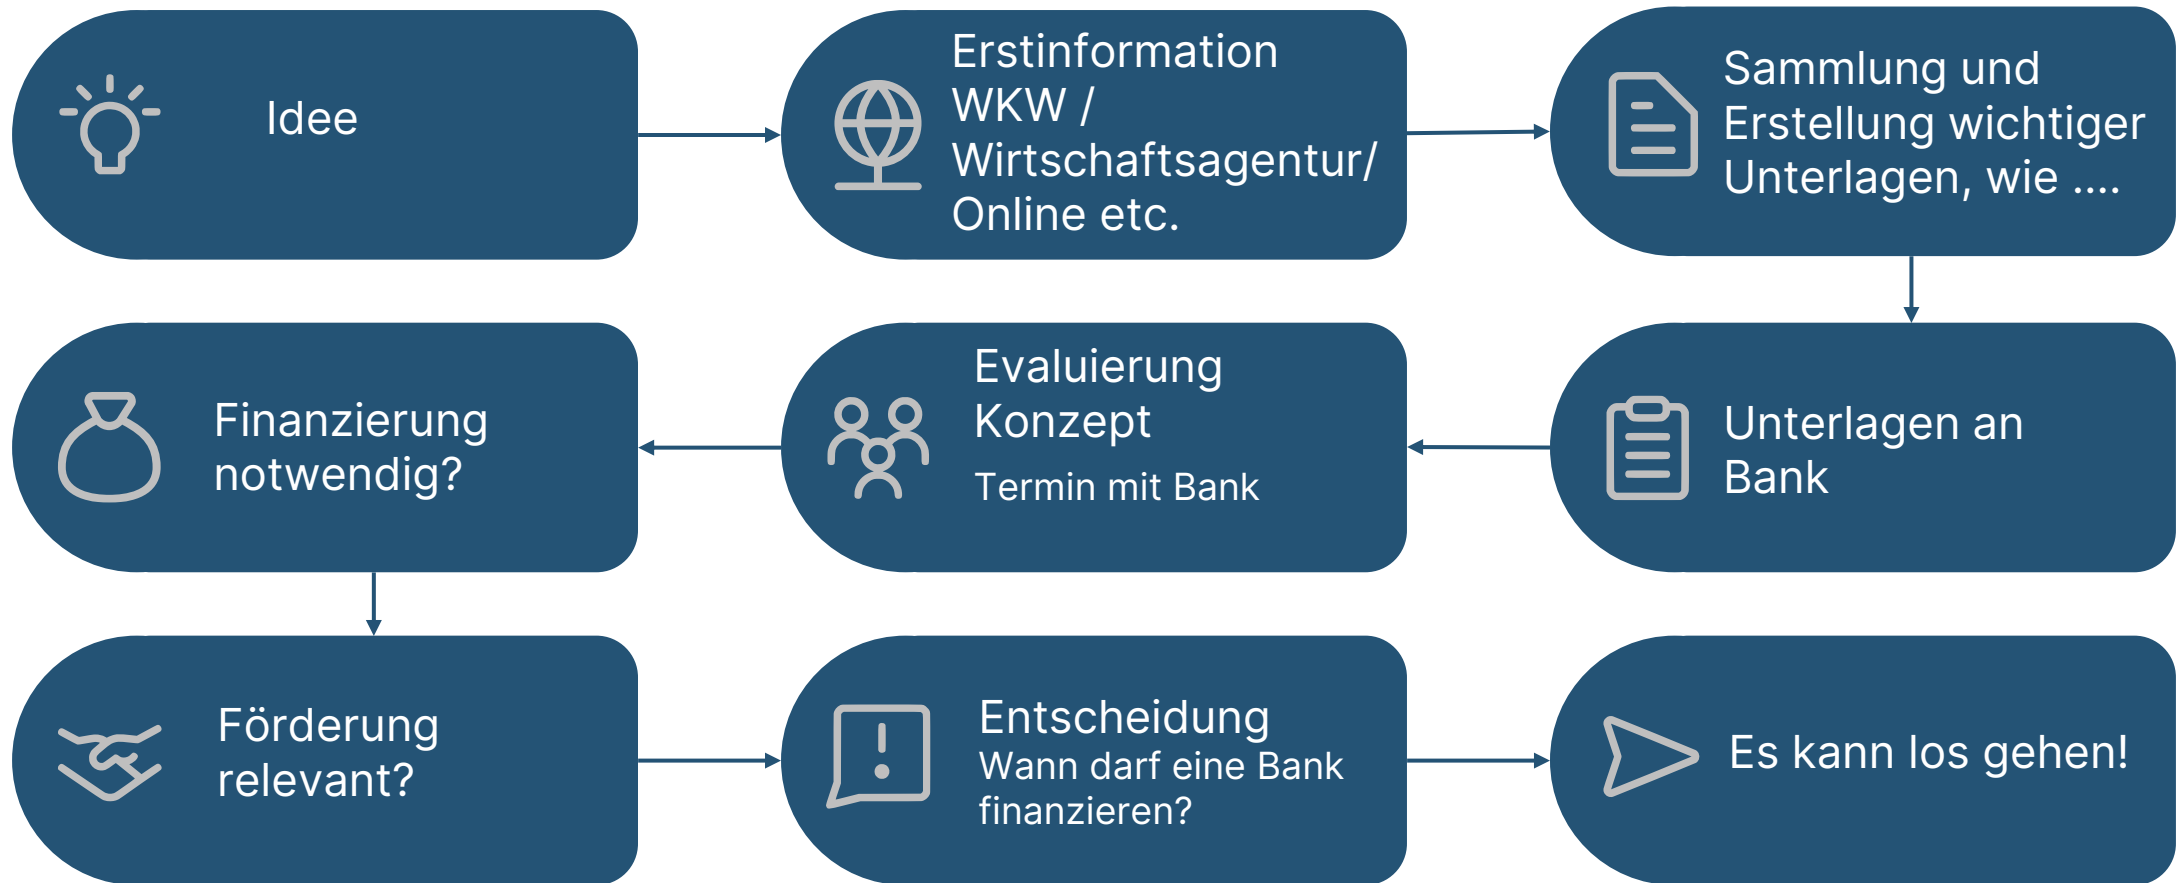 Idee
Erstinformation
WKW /
Wirtschaftsagentur/
Online etc.
Sammlung und
Erstellung wichtiger
Unterlagen, wie ....
Unterlagen an
Bank
Evaluierung
Konzept
Termin mit Bank
Finanzierung
notwendig?
Förderung
relevant?
Entscheidung
Wann darf eine Bank
finanzieren?
Es kann los gehen!